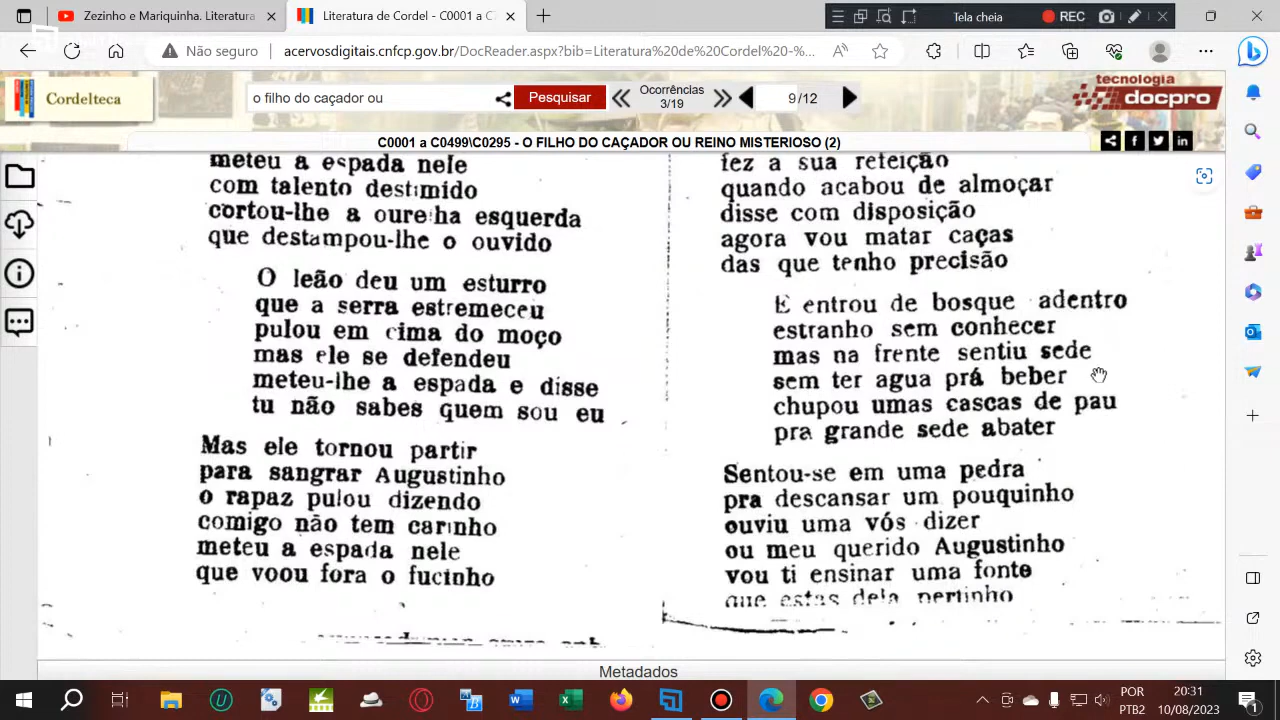 Zezinho e Mariquinha Literatura
Literatura de Cordel - C0001 a C
Tela cheia
REC
Não seguro
acervosdigitais.cnfcp.gov.br/DocReader.aspx?bib=Literatura%20de%20Cordel%20-%...
Cordelteca
o filho do caçador ou
Pesquisar
Ocorrências
3/19
9/12
tecnologia
docpro
C0001 a C0499\C0295 - O FILHO DO CAÇADOR OU REINO MISTERIOSO (2)
meteu a espada nele
com talento destimido
cortou-lhe a oureiha esquerda
que destampou-lhe o ouvido
O leão deu um esturro
que a serra estremeceu
pulou em cima do moço
mas ele se defendeu
meteu-lhe a espada e disse
tu não sabes quem sou eu
Mas ele tornou partir
para sangrar Augustinho
o rapaz pulou dizendo
comigo não tem carinho
meteu a espada nele
que voou fora o fucinho
fez a sua refeição
quando acabou de almoçar
disse com disposição
agora vou matar caças
das que tenho precisão
E entrou de bosque adentro
estranho sem conhecer
mas na frente sentiu sede
sem ter agua prá beber
chupou umas cascas de pau
pra grande sede abater
Sentou-se em uma pedra
pra descansar um pouquinho
ouviu uma vós dizer
ou meu querido Augustinho
vou ti ensinar uma fonte
que estas dela pertinho
Metadados
POR
PTB2
20:31
10/08/2023